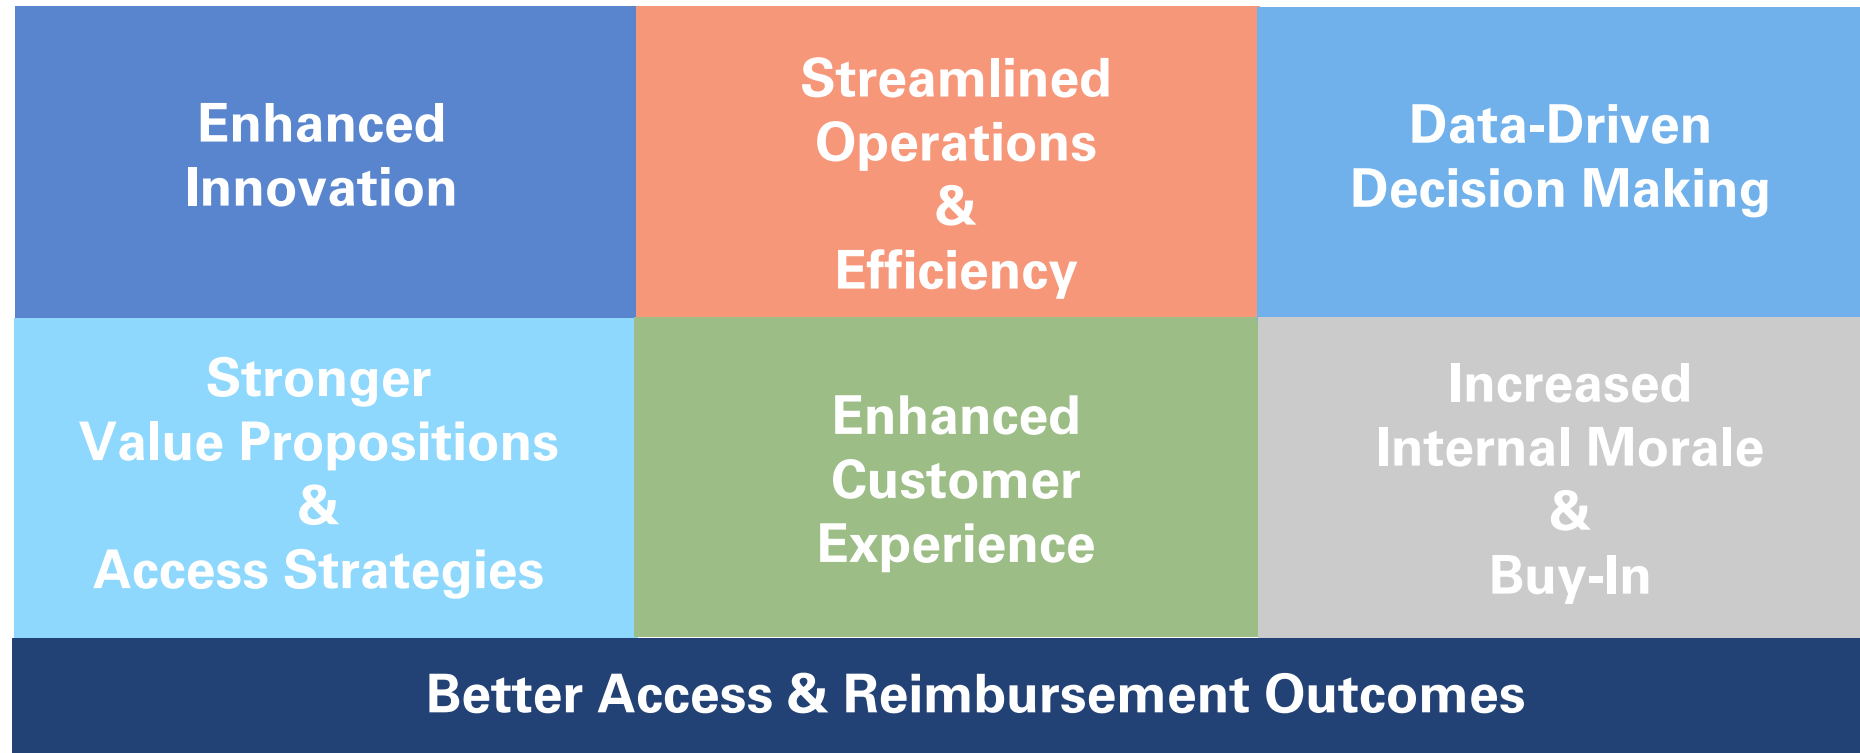 Enhanced
Innovation
Streamlined
Operations
&
Efficiency
Data-Driven
Decision Making
Stronger
Value Propositions
&
Access Strategies
Enhanced
Customer
Experience
Increased
Internal Morale
&
Buy-In
Better Access & Reimbursement Outcomes